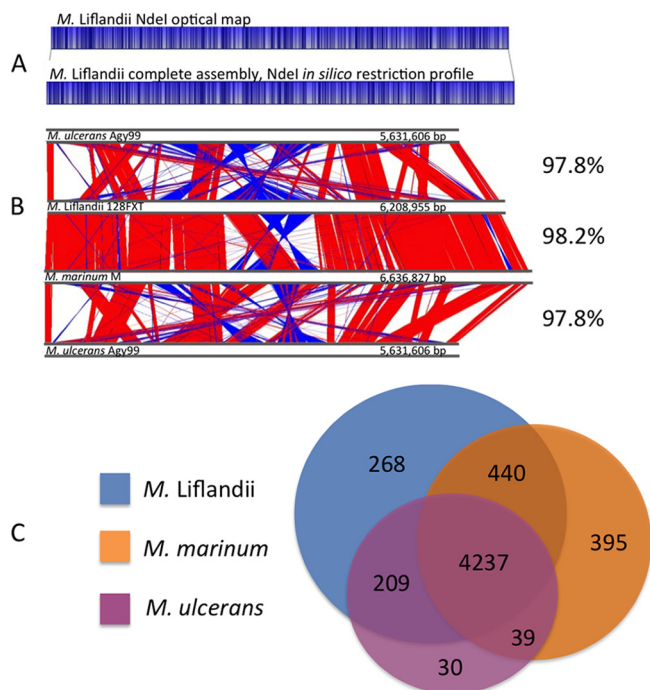 M. Liflandii NdeI optical map
A
M. Liflandii complete assembly, NdeI in silico restriction profile
M. ulcerans Agy99 5,631,606 bp
97.8%
B
M. Liflandii 128FXT 6,208,955 bp
98.2%
M. marinum M 6,636,827 bp
97.8%
M. ulcerans Agy99 5,631,606 bp
C
M. Liflandii
M. marinum
M. ulcerans
268
440
395
4237
209
39
30